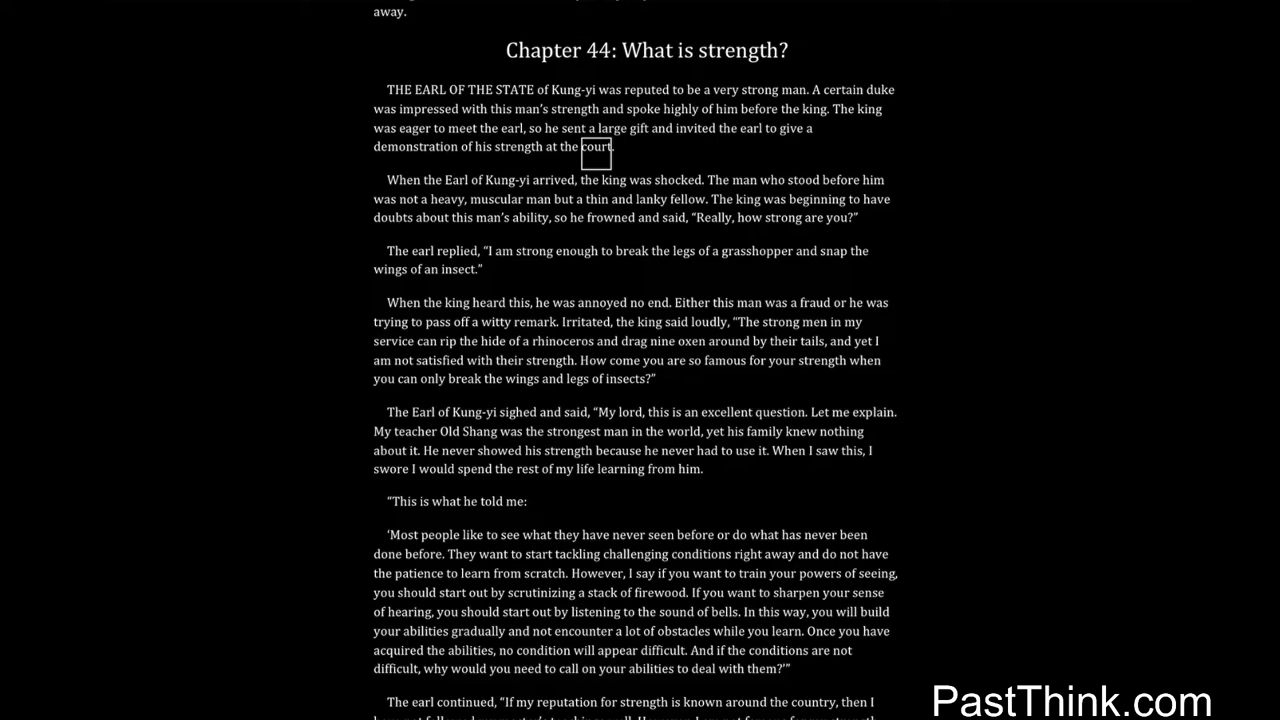 away.
Chapter 44: What is strength?
THE EARL OF THE STATE of Kung-yi was reputed to be a very strong man. A certain duke
was impressed with this man’s strength and spoke highly of him before the king. The king
was eager to meet the earl, so he sent a large gift and invited the earl to give a
demonstration of his strength at the court.
When the Earl of Kung-yi arrived, the king was shocked. The man who stood before him
was not a heavy, muscular man but a thin and lanky fellow. The king was beginning to have
doubts about this man’s ability, so he frowned and said, “Really, how strong are you?”
The earl replied, “I am strong enough to break the legs of a grasshopper and snap the
wings of an insect.”
When the king heard this, he was annoyed no end. Either this man was a fraud or he was
trying to pass off a witty remark. Irritated, the king said loudly, “The strong men in my
service can rip the hide of a rhinoceros and drag nine oxen around by their tails, and yet I
am not satisfied with their strength. How come you are so famous for your strength when
you can only break the wings and legs of insects?”
The Earl of Kung-yi sighed and said, “My lord, this is an excellent question. Let me explain.
My teacher Old Shang was the strongest man in the world, yet his family knew nothing
about it. He never showed his strength because he never had to use it. When I saw this, I
swore I would spend the rest of my life learning from him.
“This is what he told me:
‘Most people like to see what they have never seen before or do what has never been
done before. They want to start tackling challenging conditions right away and do not have
the patience to learn from scratch. However, I say if you want to train your powers of seeing,
you should start out by scrutinizing a stack of firewood. If you want to sharpen your sense
of hearing, you should start out by listening to the sound of bells. In this way, you will build
your abilities gradually and not encounter a lot of obstacles while you learn. Once you have
acquired the abilities, no condition will appear difficult. And if the conditions are not
difficult, why would you need to call on your abilities to deal with them?’”
The earl continued, “If my reputation for strength is known around the country, then I
PastThink.com